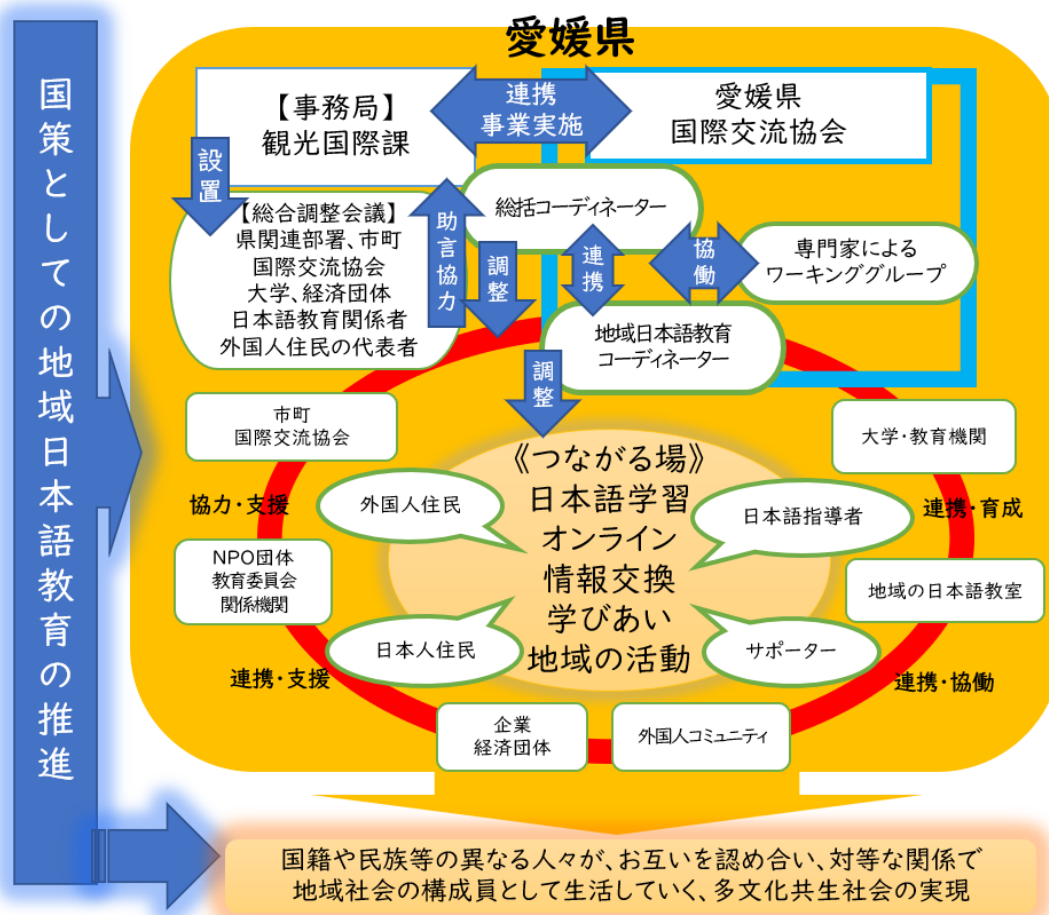 国策としての地域日本語教育の推進
愛媛県
【事務局】
観光国際課
連携
事業実施
愛媛県
国際交流協会
設置
【総合調整会議】
県関連部署、市町
国際交流協会
大学、経済団体
日本語教育関係者
外国人住民の代表者
助言協力
調整
総括コーディネーター
連携
協働
専門家による
ワーキンググループ
地域日本語教育
コーディネーター
調整
市町
国際交流協会
大学・教育機関
協力・支援
連携・育成
《つながる場》
日本語学習
オンライン
情報交換
学びあい
地域の活動
外国人住民
日本語指導者
NPO団体
教育委員会
関係機関
地域の日本語教室
日本人住民
サポーター
連携・支援
連携・協働
企業
経済団体
外国人コミュニティ
国籍や民族等の異なる人々が、お互いを認め合い、対等な関係で
地域社会の構成員として生活していく、多文化共生社会の実現